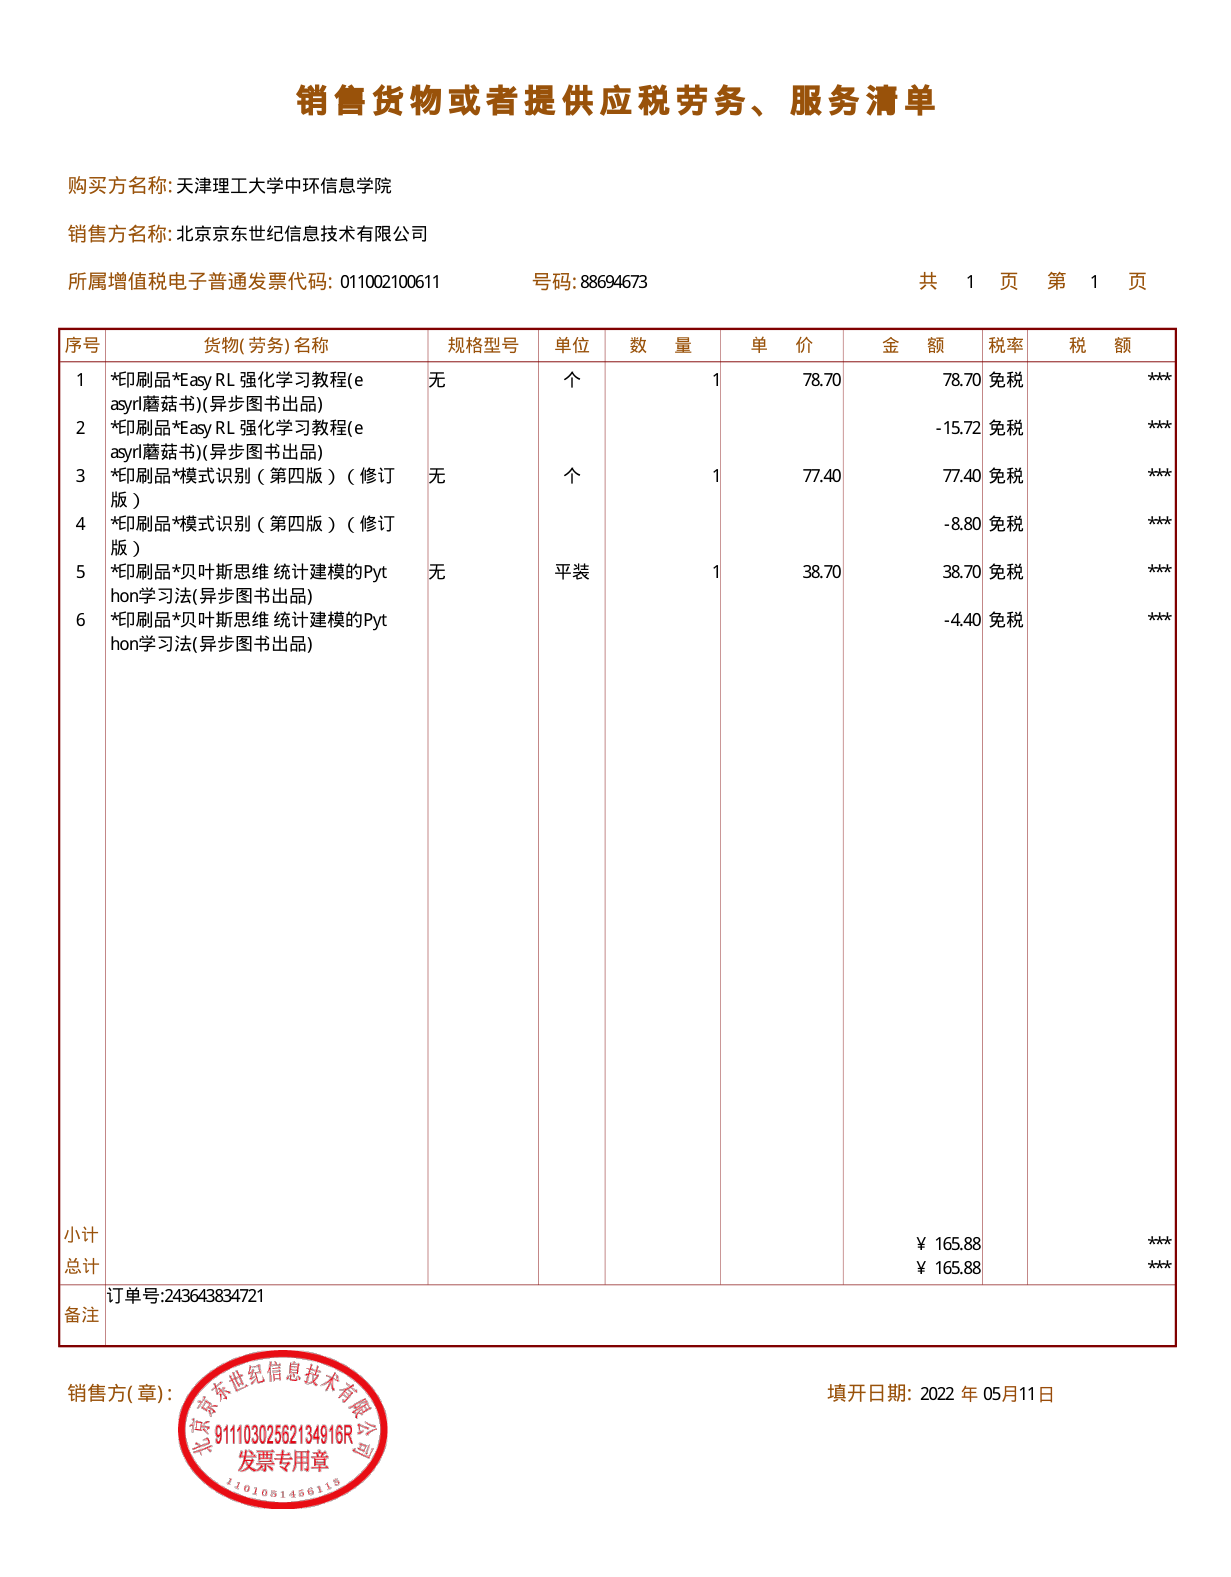 销售货物或者提供应税劳务、服务清单
购买方名称:天津理工大学中环信息学院
销售方名称:北京京东世纪信息技术有限公司
所属增值税电子普通发票代码: 011002100611 号码:88694673 共 1 页 第 1 页
序号 货物(劳务)名称 规格型号 单位 数 量 单 价 金 额 税率 税 额
1 *印刷品*Easy RL 强化学习教程(e 无 个 1 78.70 78.70 免税 ***
asyrl蘑菇书)(异步图书出品)
2 *印刷品*Easy RL 强化学习教程(e -15.72 免税 ***
asyrl蘑菇书)(异步图书出品)
3 *印刷品*模式识别（第四版）（修订 无 个 1 77.40 77.40 免税 ***
版）
4 *印刷品*模式识别（第四版）（修订 -8.80 免税 ***
版）
5 *印刷品*贝叶斯思维 统计建模的Pyt 无 平装 1 38.70 38.70 免税 ***
hon学习法(异步图书出品)
6 *印刷品*贝叶斯思维 统计建模的Pyt -4.40 免税 ***
hon学习法(异步图书出品)
小计 ¥ 165.88 ***
总计 ¥ 165.88 ***
备注 订单号:243643834721
销售方(章): 填开日期: 2022 年 05月11日
北京京东世纪信息技术有限公司
91110302562134916R
发票专用章
1101051456115